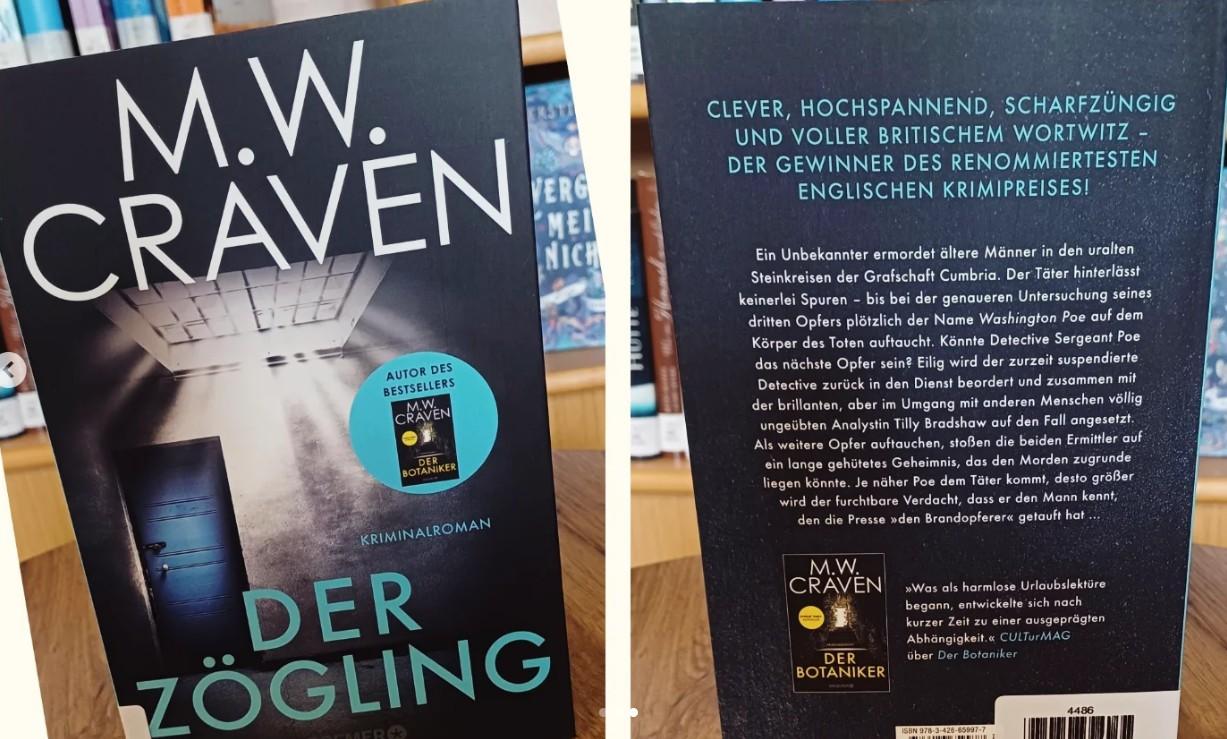 M.W.
CRAVEN
AUTOR DES
BESTSELLERS
M.W.
CRAVEN
DER
BOTANIKER
KRIMINALROMAN
DER
ZÖGLING
VERG
MEI
NICH
CLEVER, HOCHSPANNEND, SCHARFZÜNGIG
UND VOLLER BRITISCHEM WORTWITZ –
DER GEWINNER DES RENOMMIERTESTEN
ENGLISCHEN KRIMIPREISES!
Ein Unbekannter ermordet ältere Männer in den uralten
Steinkreisen der Grafschaft Cumbria. Der Täter hinterlässt
keinerlei Spuren – bis bei der genaueren Untersuchung seines
dritten Opfers plötzlich der Name Washington Poe auf dem
Körper des Toten auftaucht. Könnte Detective Sergeant Poe
das nächste Opfer sein? Eilig wird der zurzeit suspendierte
Detective zurück in den Dienst beordert und zusammen mit
der brillanten, aber im Umgang mit anderen Menschen völlig
ungeübten Analystin Tilly Bradshaw auf den Fall angesetzt.
Als weitere Opfer auftauchen, stoßen die beiden Ermittler auf
ein lange gehütetes Geheimnis, das den Morden zugrunde
liegen könnte. Je näher Poe dem Täter kommt, desto größer
wird der furchtbare Verdacht, dass er den Mann kennt,
den die Presse »den Brandopferer« getauft hat ...
M.W.
CRAVEN
DER
BOTANIKER
»Was als harmlose Urlaubslektüre
begann, entwickelte sich nach
kurzer Zeit zu einer ausgeprägten
Abhängigkeit.« CULTurMAG
über Der Botaniker
4486
ISBN 978-3-426-65997-7